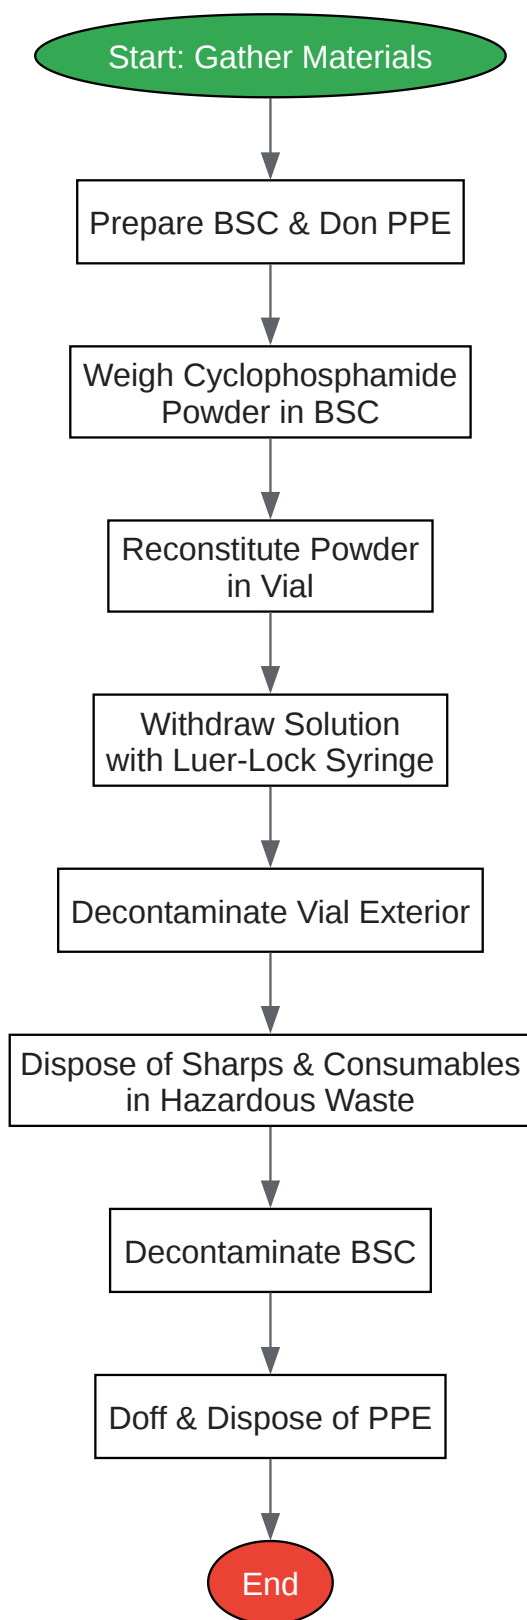 Start: Gather Materials
Prepare BSC & Don PPE
Weigh Cyclophosphamide
Powder in BSC
Reconstitute Powder
in Vial
Withdraw Solution
with Luer-Lock Syringe
Decontaminate Vial Exterior
Dispose of Sharps & Consumables
in Hazardous Waste
Decontaminate BSC
Doff & Dispose of PPE
End